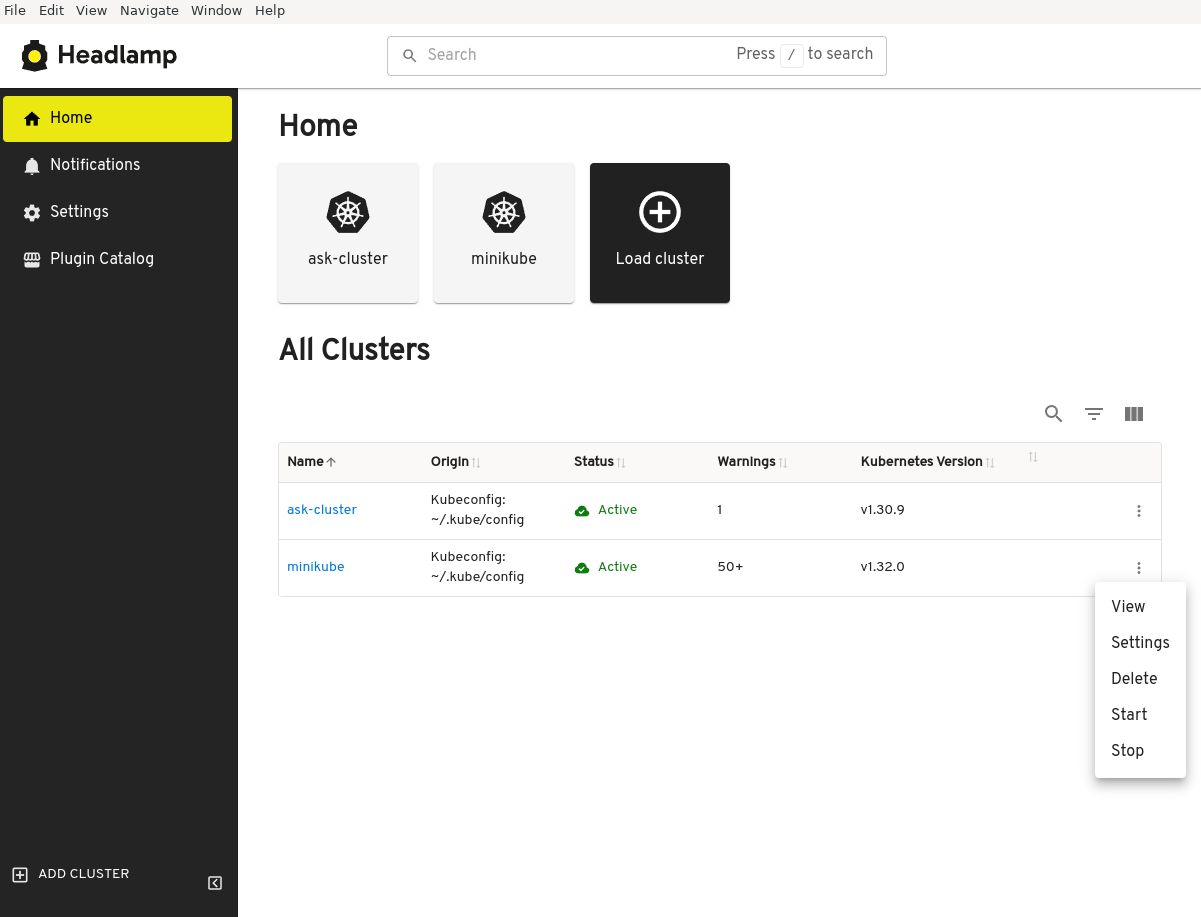 File Edit View Navigate Window Help
Headlamp
Search
Press / to search
Home
Notifications
Settings
Plugin Catalog
Home
ask-cluster
minikube
Load cluster
All Clusters
Name Origin Status Warnings Kubernetes Version
ask-cluster Kubeconfig: ~/.kube/config Active 1 v1.30.9
minikube Kubeconfig: ~/.kube/config Active 50+ v1.32.0
View
Settings
Delete
Start
Stop
ADD CLUSTER